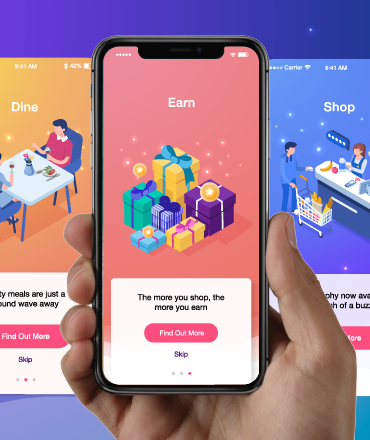 9:41 AM
42%
Dine
ty meals are just a
ound wave away
Find Out More
Skip
Earn
The more you shop, the
more you earn
Find Out More
Skip
Carrier
9:41 AM
Shop
phy now ava
ch of a buzz
ore